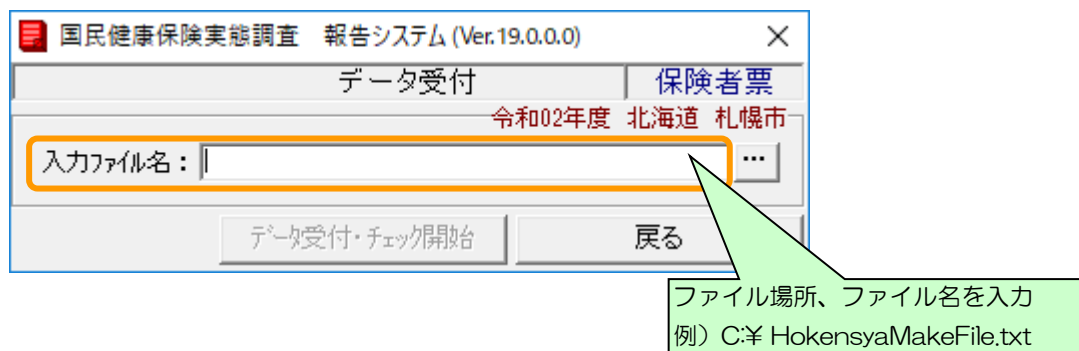 国民健康保険実態調査　報告システム (Ver.19.0.0.0)
データ受付 保険者票
令和02年度 北海道 札幌市
入力ﾌｧｲﾙ名： ...
ﾃﾞｰﾀ受付・ﾁｪｯｸ開始 戻る
ファイル場所、ファイル名を入力
例）C:¥ HokensyaMakeFile.txt